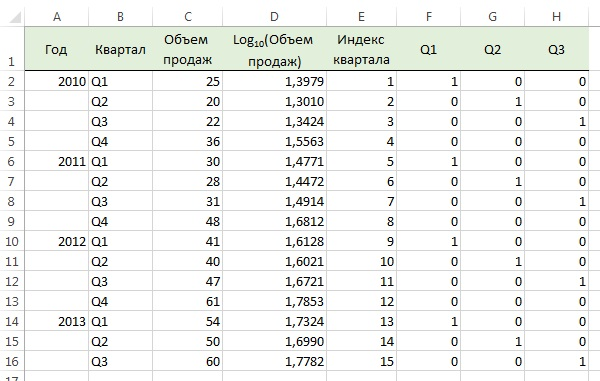 A B C D E F G H
1 Год Квартал Объем продаж Log₁₀(Объем продаж) Индекс квартала Q1 Q2 Q3
2 2010 Q1 25 1,3979 1 1 0 0
3 Q2 20 1,3010 2 0 1 0
4 Q3 22 1,3424 3 0 0 1
5 Q4 36 1,5563 4 0 0 0
6 2011 Q1 30 1,4771 5 1 0 0
7 Q2 28 1,4472 6 0 1 0
8 Q3 31 1,4914 7 0 0 1
9 Q4 48 1,6812 8 0 0 0
10 2012 Q1 41 1,6128 9 1 0 0
11 Q2 40 1,6021 10 0 1 0
12 Q3 47 1,6721 11 0 0 1
13 Q4 61 1,7853 12 0 0 0
14 2013 Q1 54 1,7324 13 1 0 0
15 Q2 50 1,6990 14 0 1 0
16 Q3 60 1,7782 15 0 0 1
17